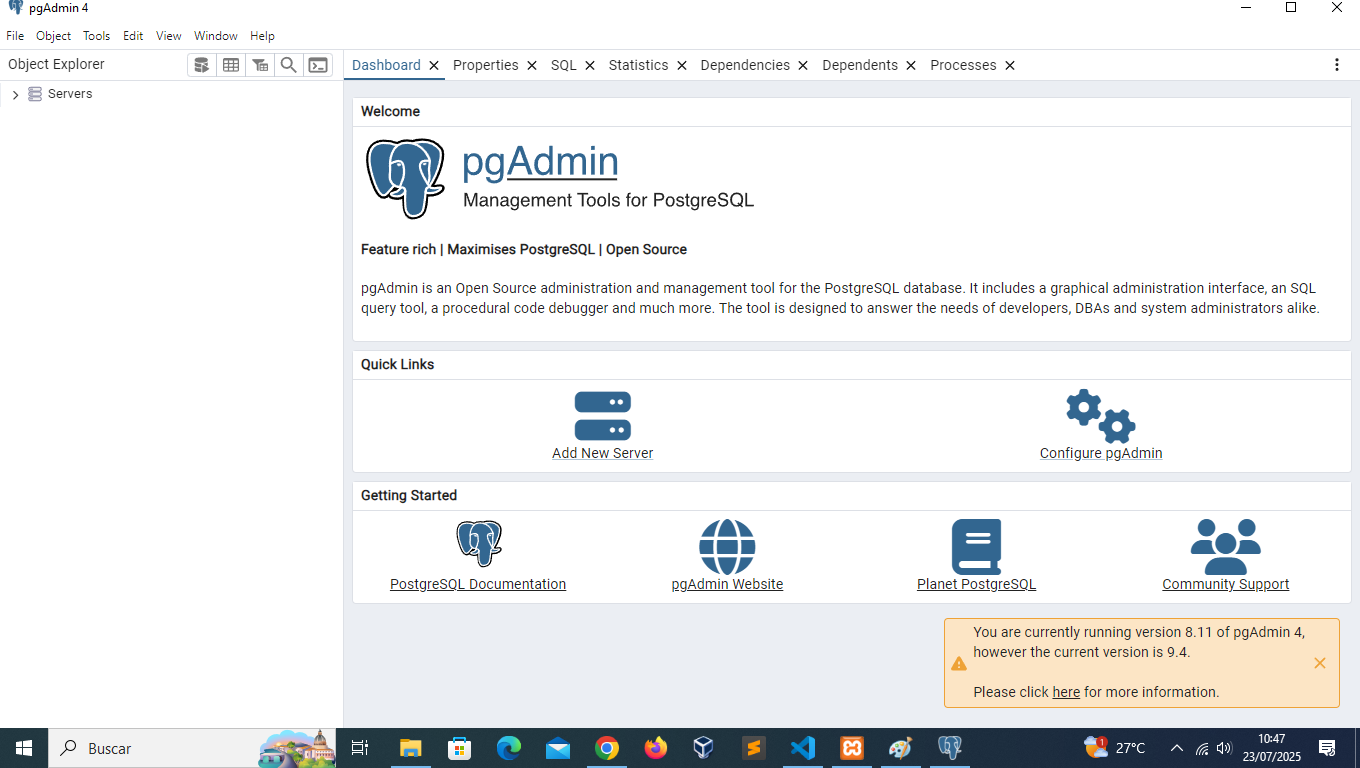 pgAdmin 4
File Object Tools Edit View Window Help
Object Explorer
Dashboard Properties SQL Statistics Dependencies Dependents Processes
Servers
Welcome
pgAdmin
Management Tools for PostgreSQL
Feature rich | Maximises PostgreSQL | Open Source
pgAdmin is an Open Source administration and management tool for the PostgreSQL database. It includes a graphical administration interface, an SQL
query tool, a procedural code debugger and much more. The tool is designed to answer the needs of developers, DBAs and system administrators alike.
Quick Links
Add New Server Configure pgAdmin
Getting Started
PostgreSQL Documentation pgAdmin Website Planet PostgreSQL Community Support
You are currently running version 8.11 of pgAdmin 4,
however the current version is 9.4.
Please click here for more information.
Buscar
1
27°C
10:47
23/07/2025